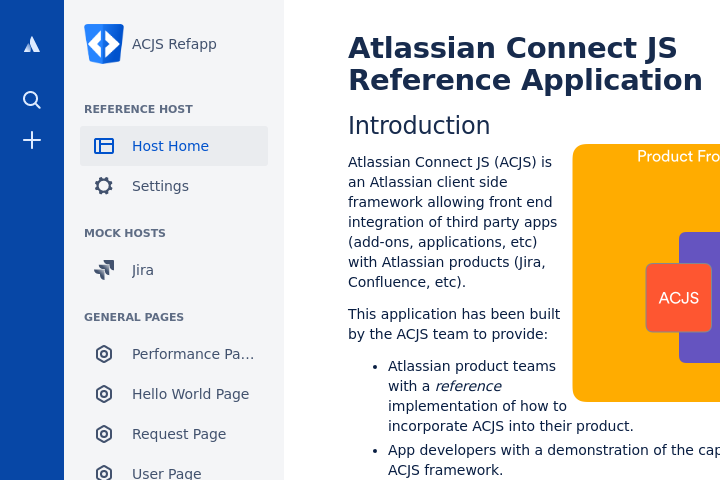 ACJS Refapp
REFERENCE HOST
Host Home
Settings
MOCK HOSTS
Jira
GENERAL PAGES
Performance Pa...
Hello World Page
Request Page
User Page
Atlassian Connect JS
Reference Application
Introduction
Atlassian Connect JS (ACJS) is
an Atlassian client side
framework allowing front end
integration of third party apps
(add-ons, applications, etc)
with Atlassian products (Jira,
Confluence, etc).
This application has been built
by the ACJS team to provide:
• Atlassian product teams
with a reference
implementation of how to
incorporate ACJS into their product.
• App developers with a demonstration of the cap
ACJS framework.
Product Fro
ACJS